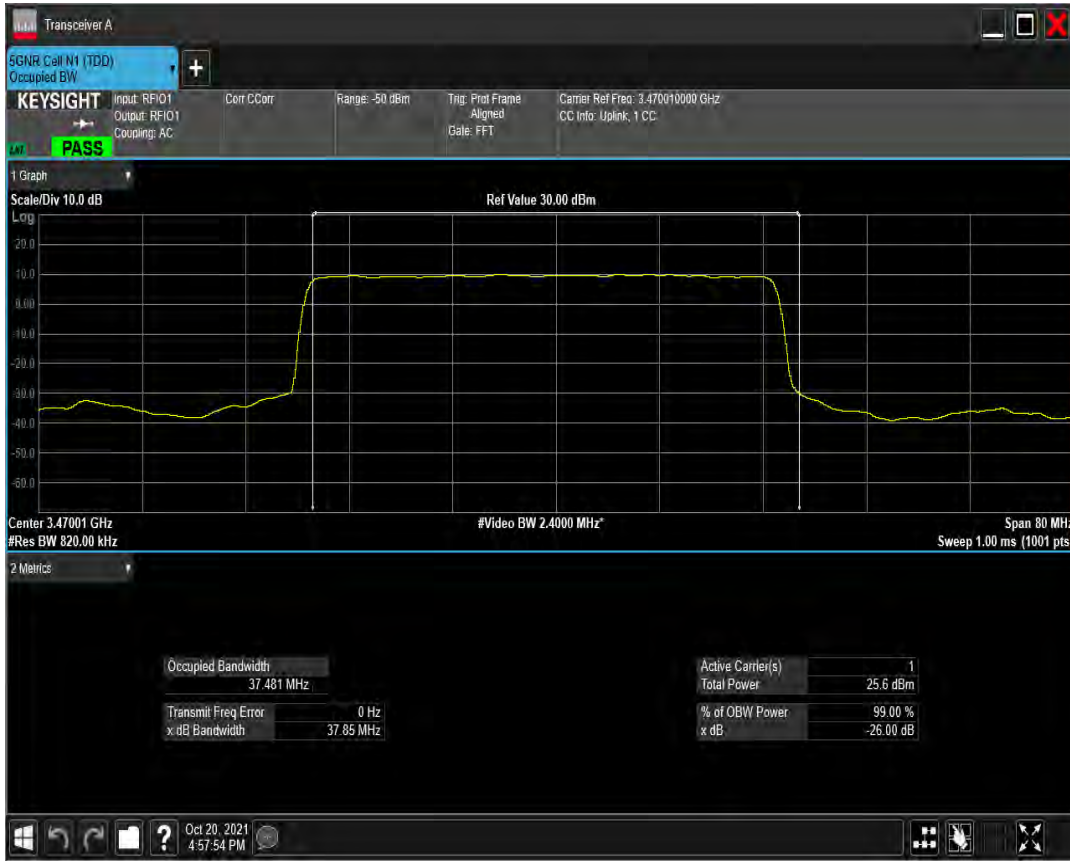 Transceiver A
5GNR Cell N1 (TDD)
Occupied BW
+
KEYSIGHT
Input: RFIO1
Output: RFIO1
Coupling: AC
Corr CCorr
Range: -50 dBm
Trig: Prot Frame
Aligned
Gate: FFT
Carrier Ref Freq: 3.470010000 GHz
CC Info: Uplink, 1 CC
PASS
1 Graph
Scale/Div 10.0 dB
Ref Value 30.00 dBm
Log
20.0
10.0
0.00
-10.0
-20.0
-30.0
-40.0
-50.0
-60.0
Center 3.47001 GHz
#Video BW 2.4000 MHz*
Span 80 MHz
#Res BW 820.00 kHz
Sweep 1.00 ms (1001 pts
2 Metrics
Occupied Bandwidth
37.481 MHz
Transmit Freq Error 0 Hz
x dB Bandwidth 37.85 MHz
Active Carrier(s) 1
Total Power 25.6 dBm
% of OBW Power 99.00 %
x dB -26.00 dB
?
Oct 20, 2021
4:57:54 PM